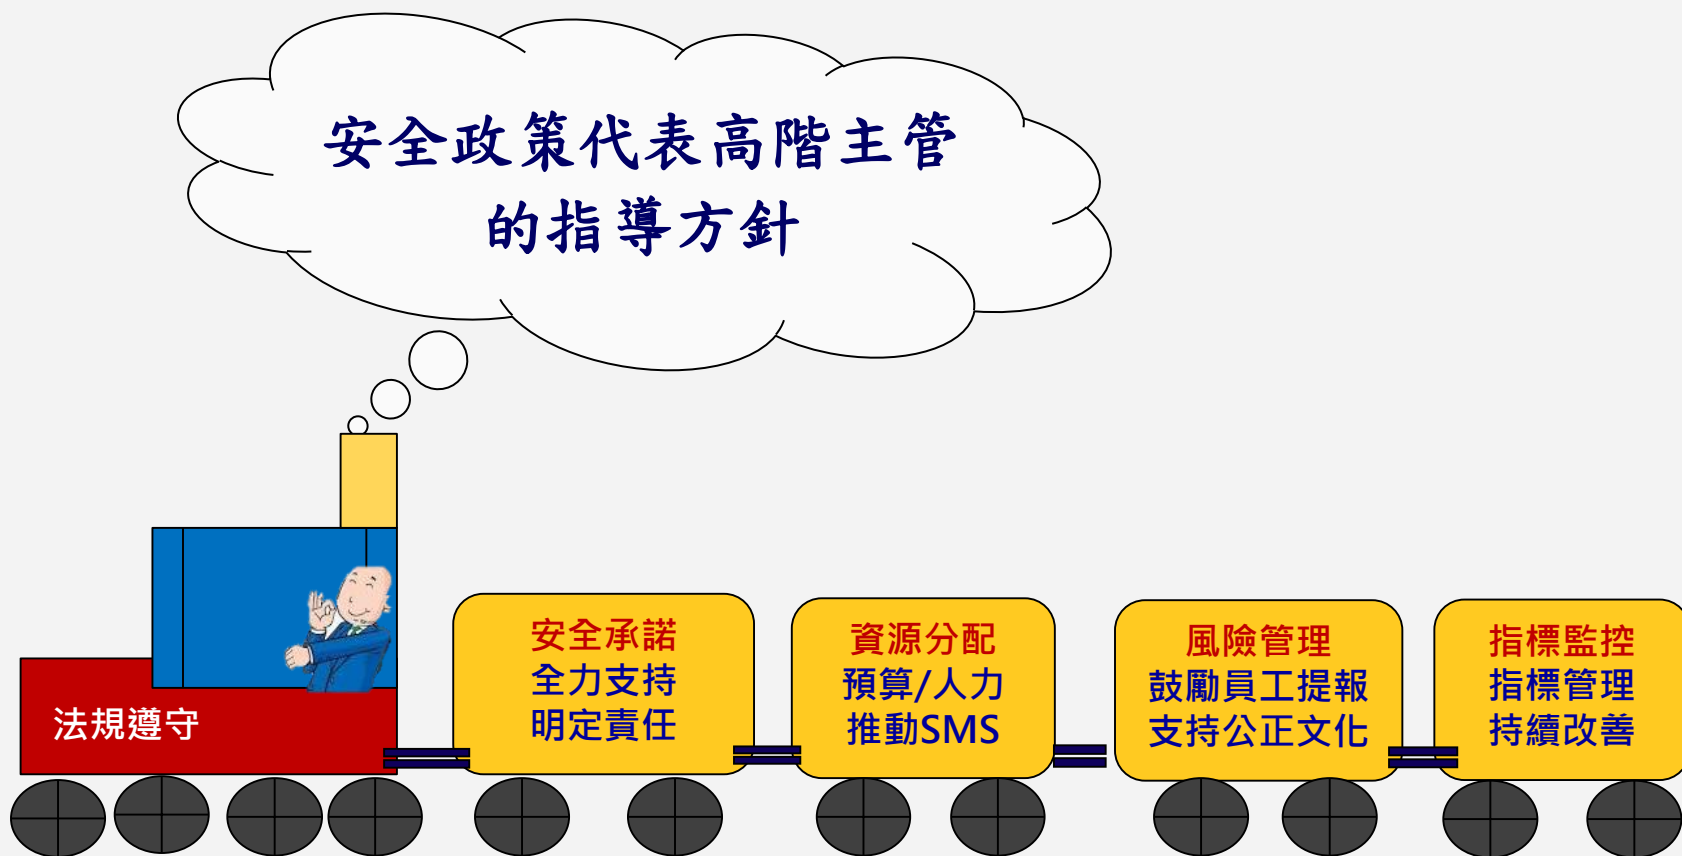 安全政策代表高階主管
的指導方針
法規遵守
安全承諾
全力支持
明定責任
資源分配
預算/人力
推動SMS
風險管理
鼓勵員工提報
支持公正文化
指標監控
指標管理
持續改善